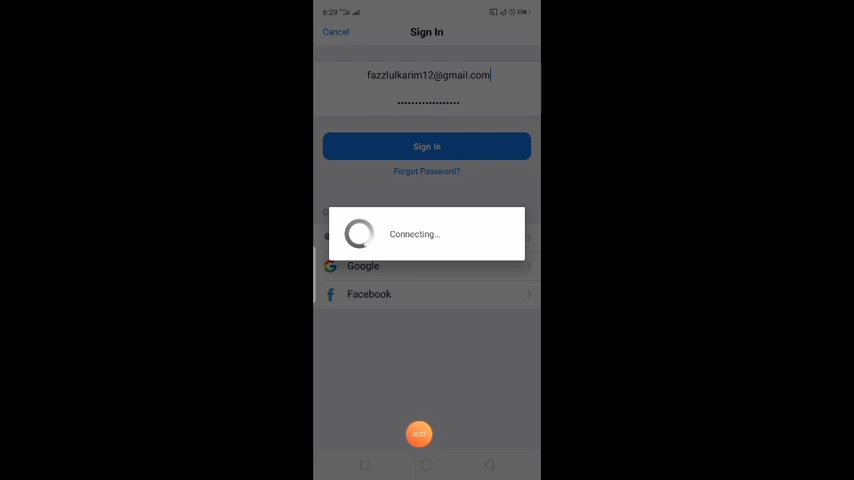 6:29
Cancel
Sign In
fazzlulkarim12@gmail.com
Sign In
Forgot Password?
Connecting...
Google
Facebook